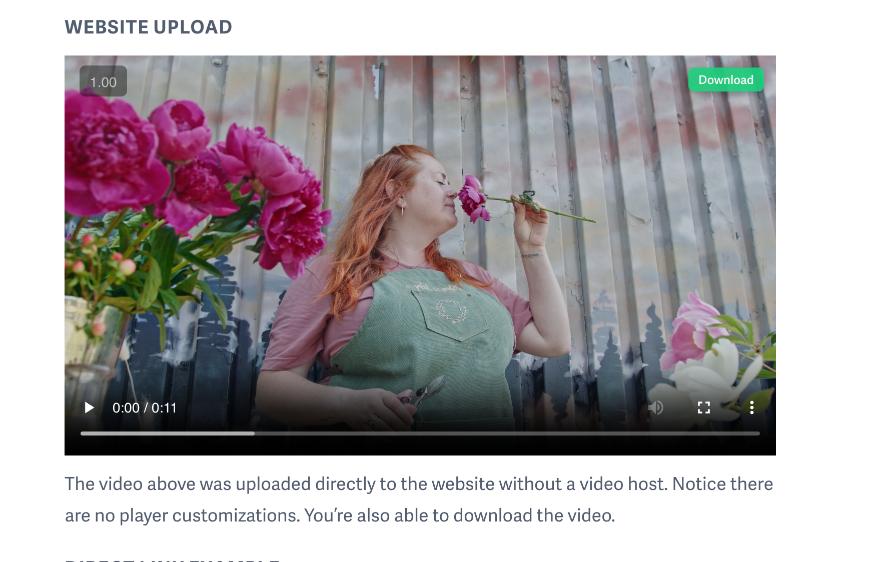 WEBSITE UPLOAD
1.00
Download
0:00 / 0:11
The video above was uploaded directly to the website without a video host. Notice there
are no player customizations. You’re also able to download the video.